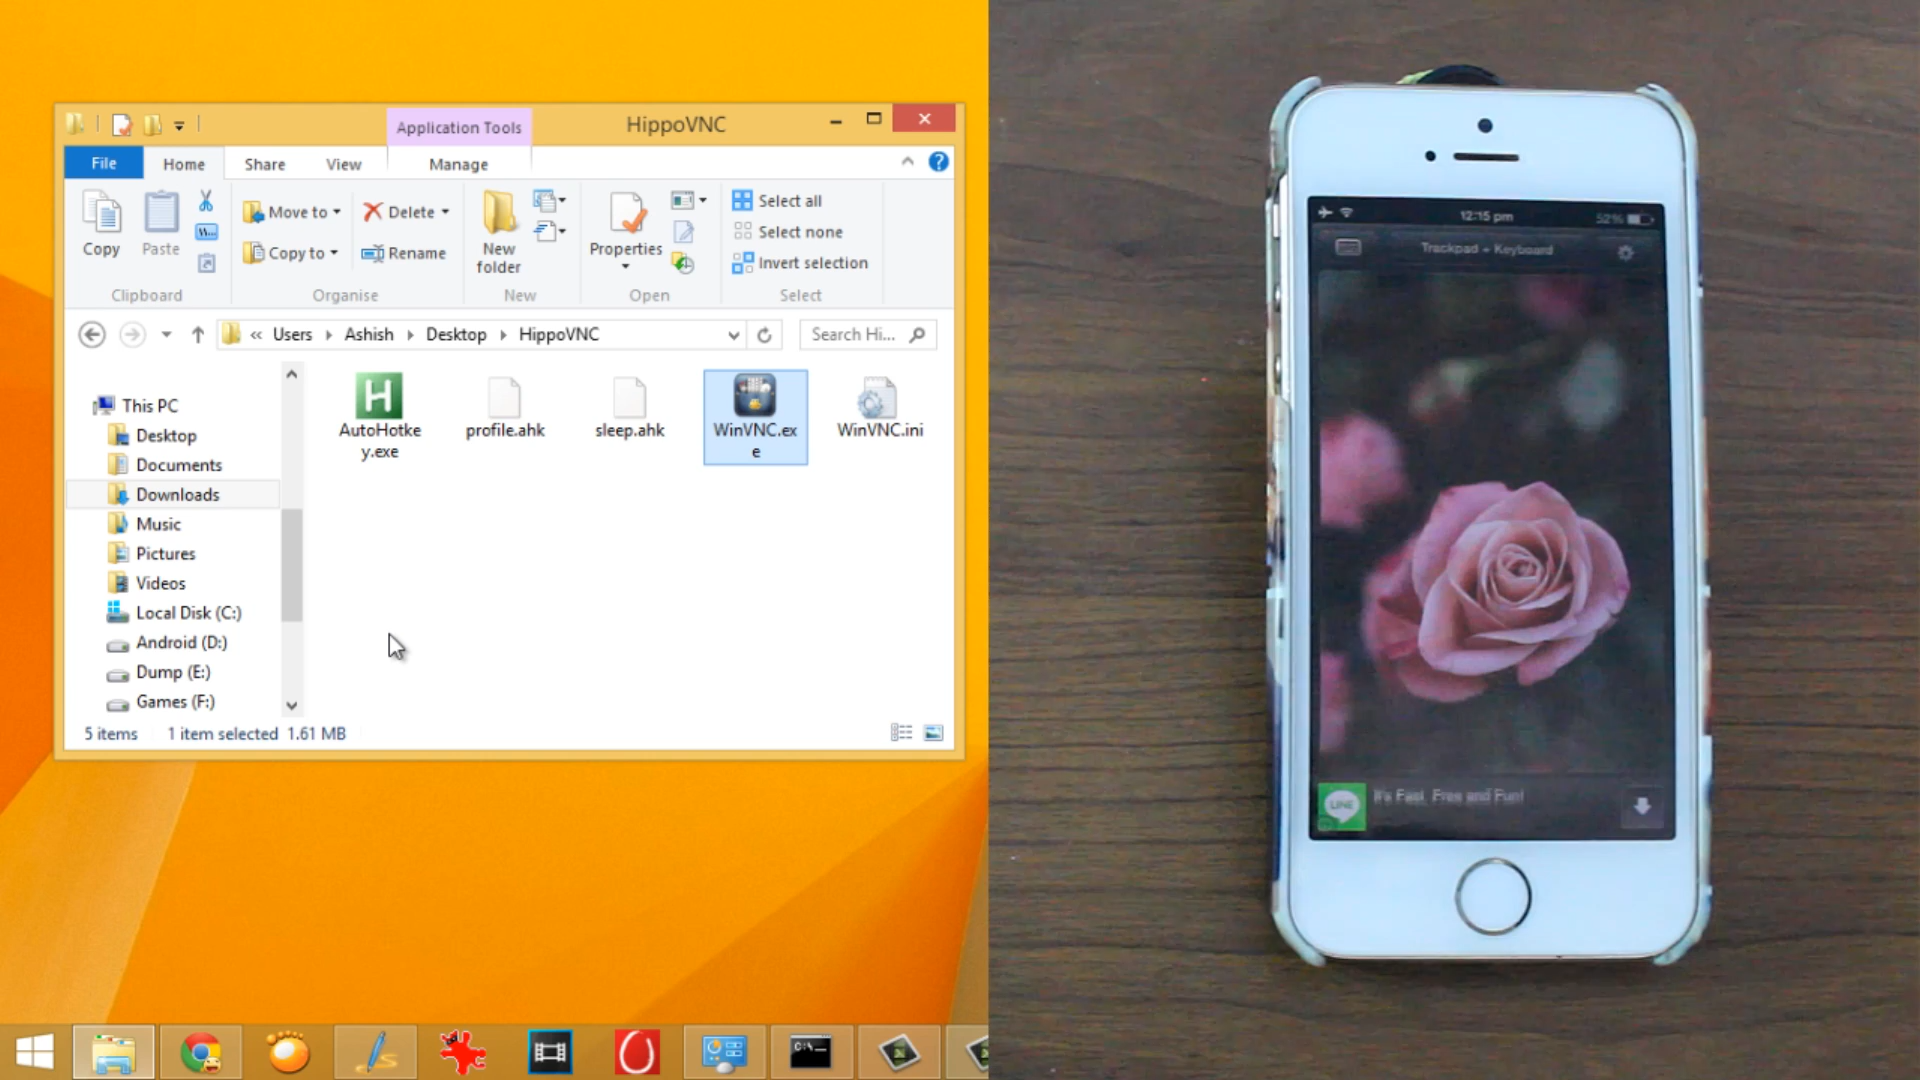 Application Tools
HippoVNC
File
Home
Share
View
Manage
Copy
Paste
Move to
Copy to
Delete
Rename
New
folder
Properties
Select all
Select none
Invert selection
Clipboard
Organise
New
Open
Select
« Users
Ashish
Desktop
HippoVNC
Search Hi...
This PC
Desktop
Documents
Downloads
Music
Pictures
Videos
Local Disk (C:)
Android (D:)
Dump (E:)
Games (F:)
AutoHotke
y.exe
profile.ahk
sleep.ahk
WinVNC.ex
e
WinVNC.ini
5 items
1 item selected 1.61 MB
C:\
12:15 pm
52%
Trackpad + Keyboard
LINE
It's Fast, Free and Fun!